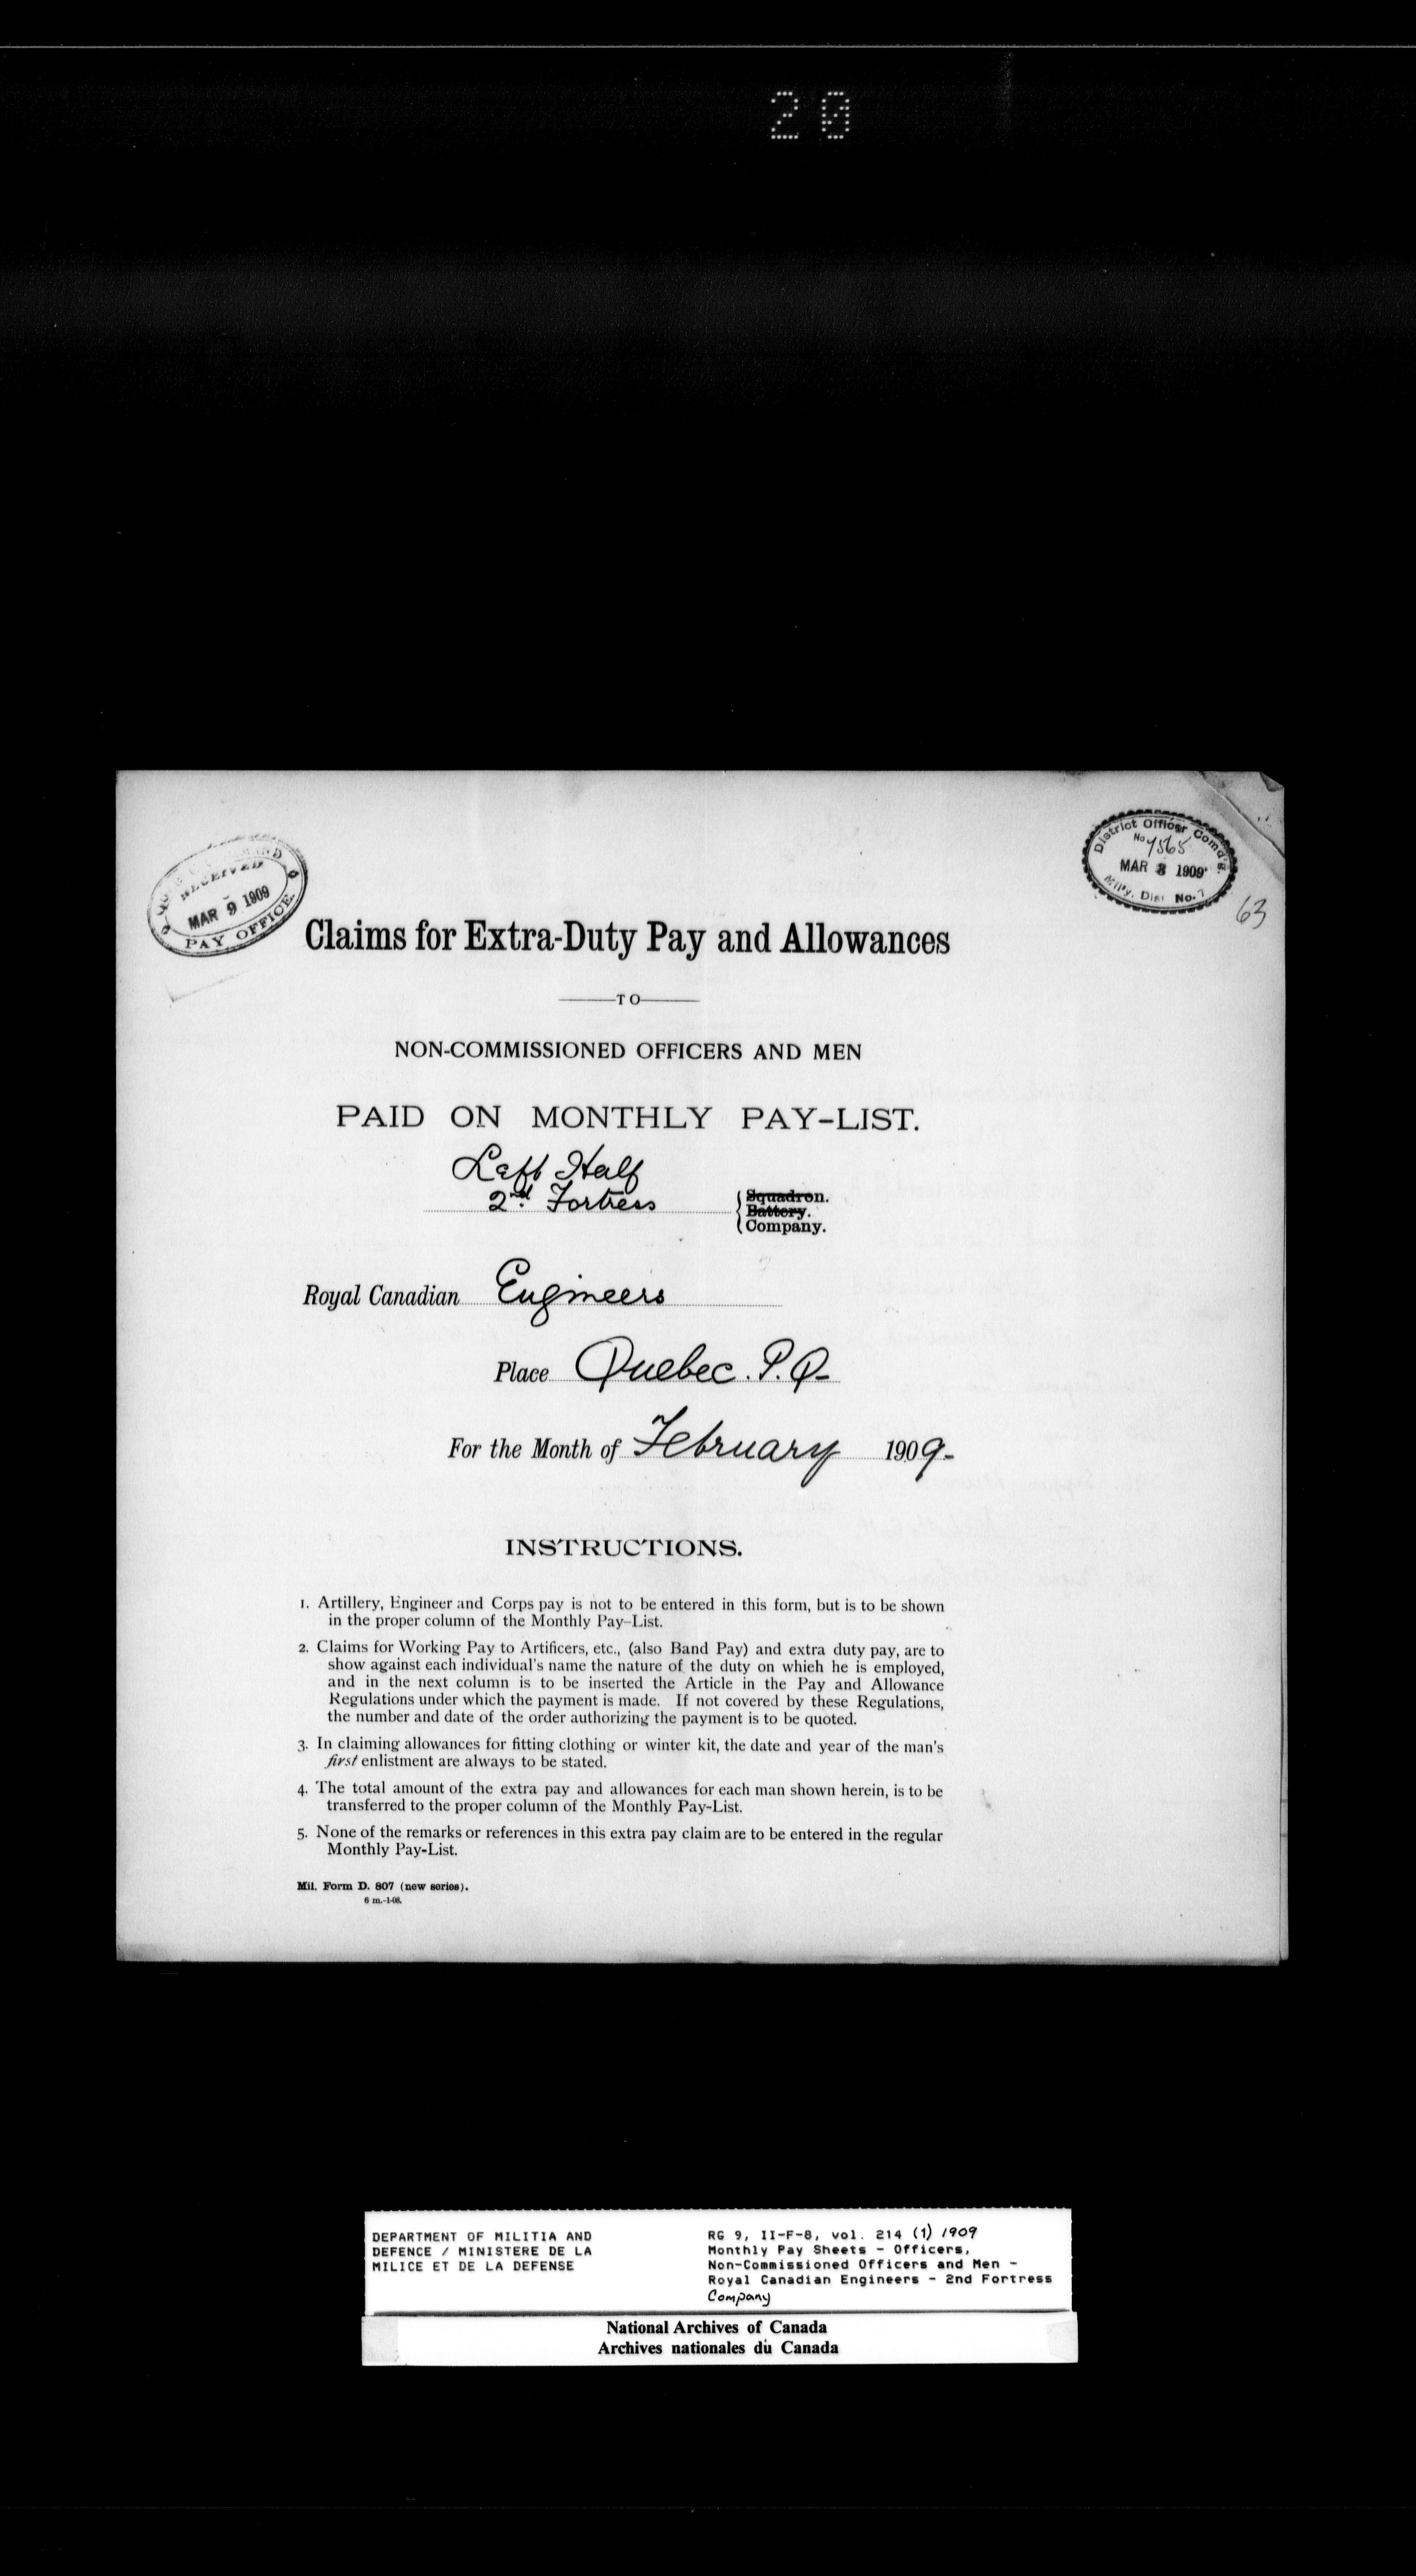 20
RECEIVED
MAR 9 1909
PAY OFFICE.
District Officer Comd'g.
No 4565
MAR 8 1909
Mil'y. Dist No. 7
63
Claims for Extra-Duty Pay and Allowances
TO
NON-COMMISSIONED OFFICERS AND MEN
PAID ON MONTHLY PAY-LIST.
Left Half
2nd Fortress
Squadron.
Battery.
Company.
Royal Canadian Engineers
Place Quebec. P.Q-
For the Month of February 1909-
INSTRUCTIONS.
1. Artillery, Engineer and Corps pay is not to be entered in this form, but is to be shown
in the proper column of the Monthly Pay-List.
2. Claims for Working Pay to Artificers, etc., (also Band Pay) and extra duty pay, are to
show against each individual's name the nature of the duty on which he is employed,
and in the next column is to be inserted the Article in the Pay and Allowance
Regulations under which the payment is made. If not covered by these Regulations,
the number and date of the order authorizing the payment is to be quoted.
3. In claiming allowances for fitting clothing or winter kit, the date and year of the man's
first enlistment are always to be stated.
4. The total amount of the extra pay and allowances for each man shown herein, is to be
transferred to the proper column of the Monthly Pay-List.
5. None of the remarks or references in this extra pay claim are to be entered in the regular
Monthly Pay-List.
Mil. Form D. 807 (new series).
6 m.-1-08.
DEPARTMENT OF MILITIA AND
DEFENCE / MINISTERE DE LA
MILICE ET DE LA DEFENSE
RG 9, II-F-8, vol. 214 (1) 1909
Monthly Pay Sheets - Officers,
Non-Commissioned Officers and Men -
Royal Canadian Engineers - 2nd Fortress
Company
National Archives of Canada
Archives nationales du Canada